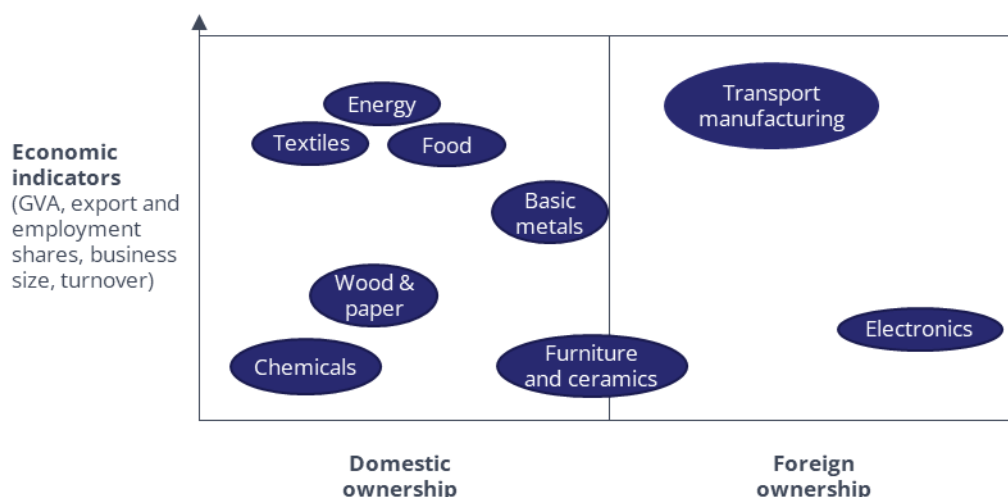 Energy
Textiles
Food
Transport
manufacturing
Economic
indicators
(GVA, export and
employment
shares, business
size, turnover)
Basic
metals
Wood &
paper
Electronics
Chemicals
Furniture
and ceramics
Domestic
ownership
Foreign
ownership